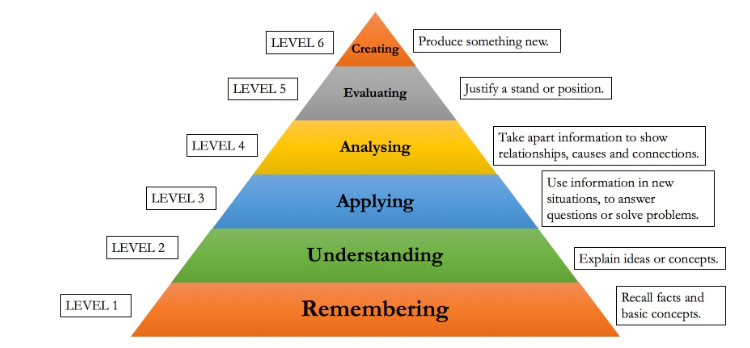 LEVEL 6
Creating
Produce something new.
LEVEL 5
Evaluating
Justify a stand or position.
LEVEL 4
Analysing
Take apart information to show
relationships, causes and connections.
LEVEL 3
Applying
Use information in new
situations, to answer
questions or solve problems.
LEVEL 2
Understanding
Explain ideas or concepts.
LEVEL 1
Remembering
Recall facts and
basic concepts.